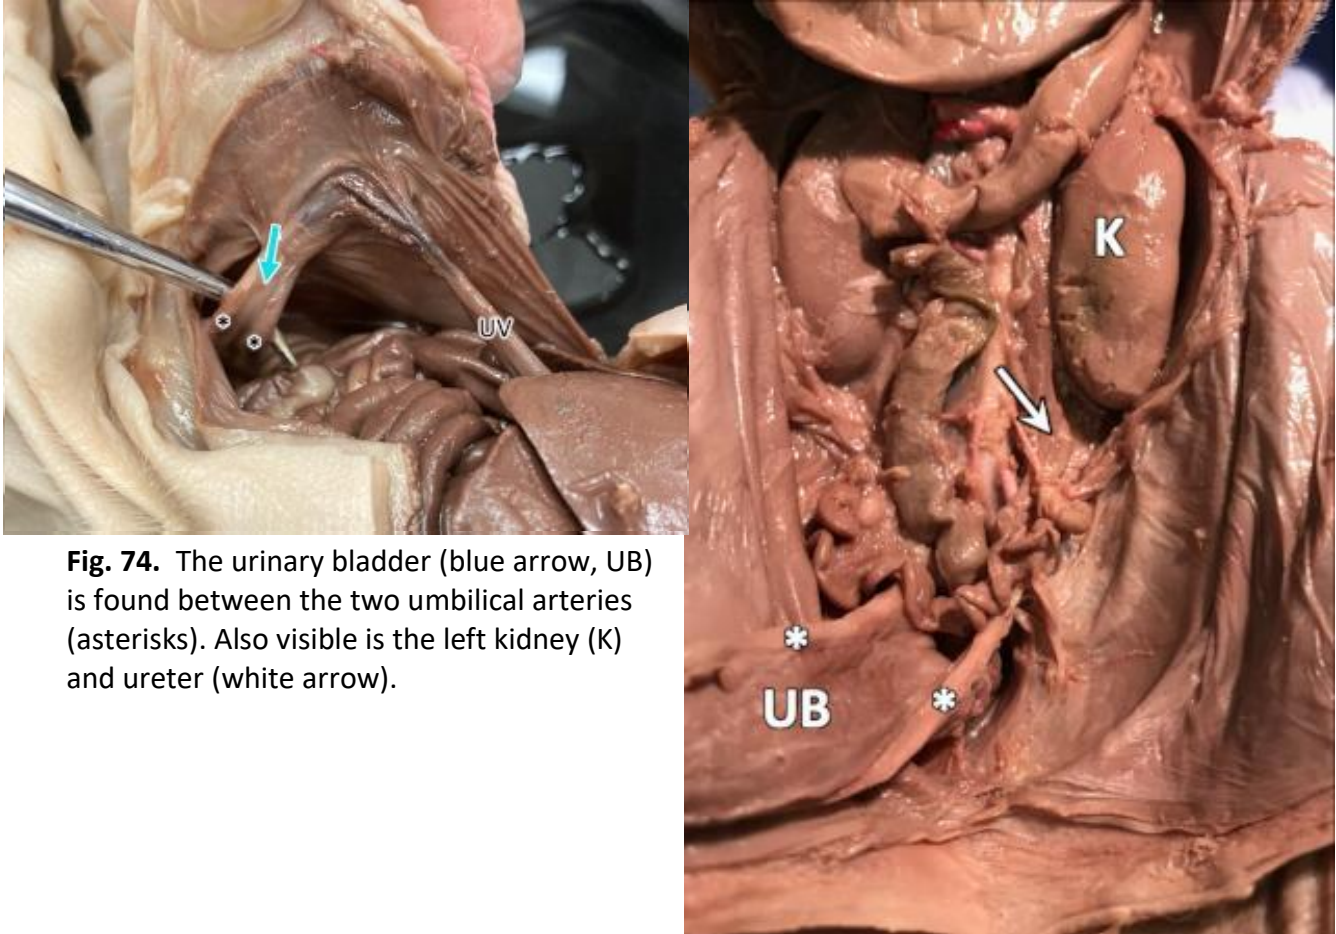 *
*
UV
K
*
UB
*
Fig. 74. The urinary bladder (blue arrow, UB)
is found between the two umbilical arteries
(asterisks). Also visible is the left kidney (K)
and ureter (white arrow).